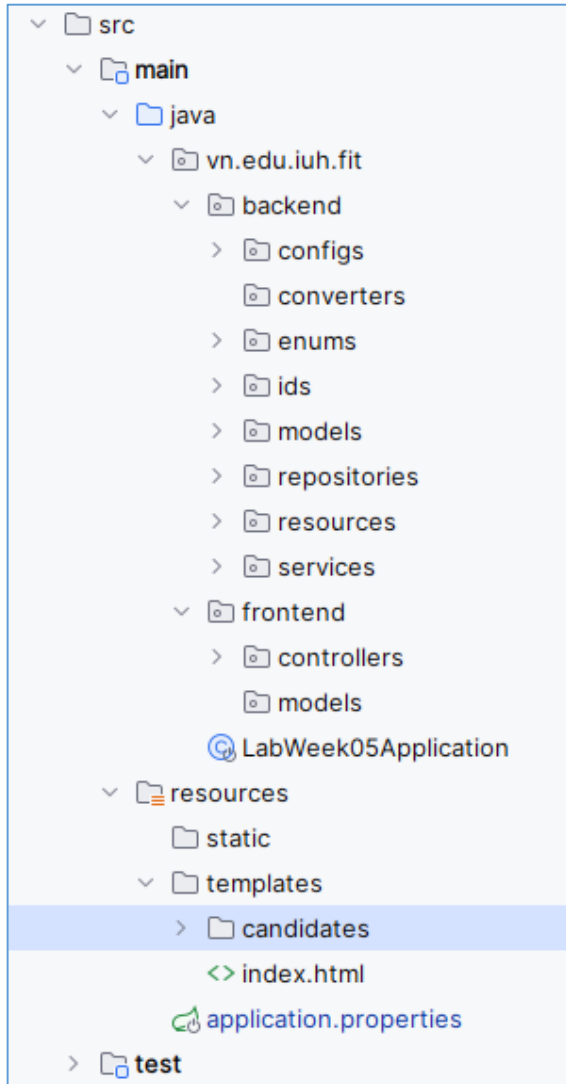 src
main
java
vn.edu.iuh.fit
backend
configs
converters
enums
ids
models
repositories
resources
services
frontend
controllers
models
LabWeek05Application
resources
static
templates
candidates
index.html
application.properties
test